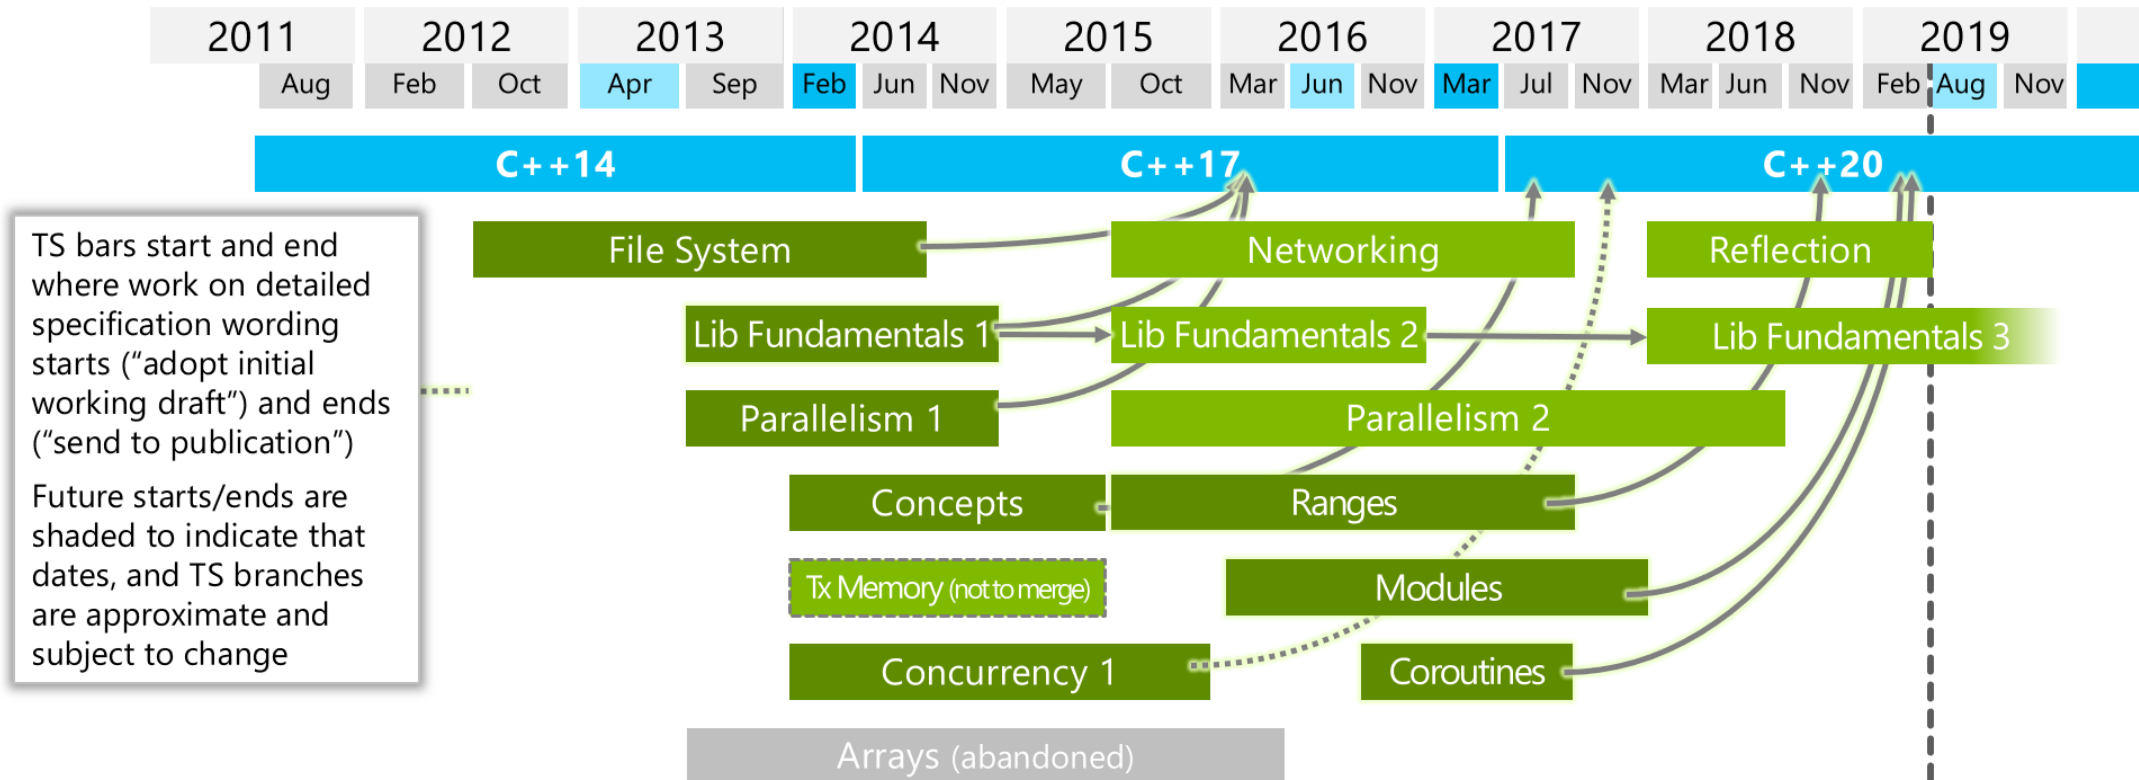 2011 2012 2013 2014 2015 2016 2017 2018 2019
Aug Feb Oct Apr Sep Feb Jun Nov May Oct Mar Jun Nov Mar Jul Nov Mar Jun Nov Feb Aug Nov
C++14 C++17 C++20
TS bars start and end
where work on detailed
specification wording
starts (“adopt initial
working draft”) and ends
(“send to publication”)
Future starts/ends are
shaded to indicate that
dates, and TS branches
are approximate and
subject to change
File System Networking Reflection
Lib Fundamentals 1 Lib Fundamentals 2 Lib Fundamentals 3
Parallelism 1 Parallelism 2
Concepts Ranges
Tx Memory (not to merge) Modules
Concurrency 1 Coroutines
Arrays (abandoned)